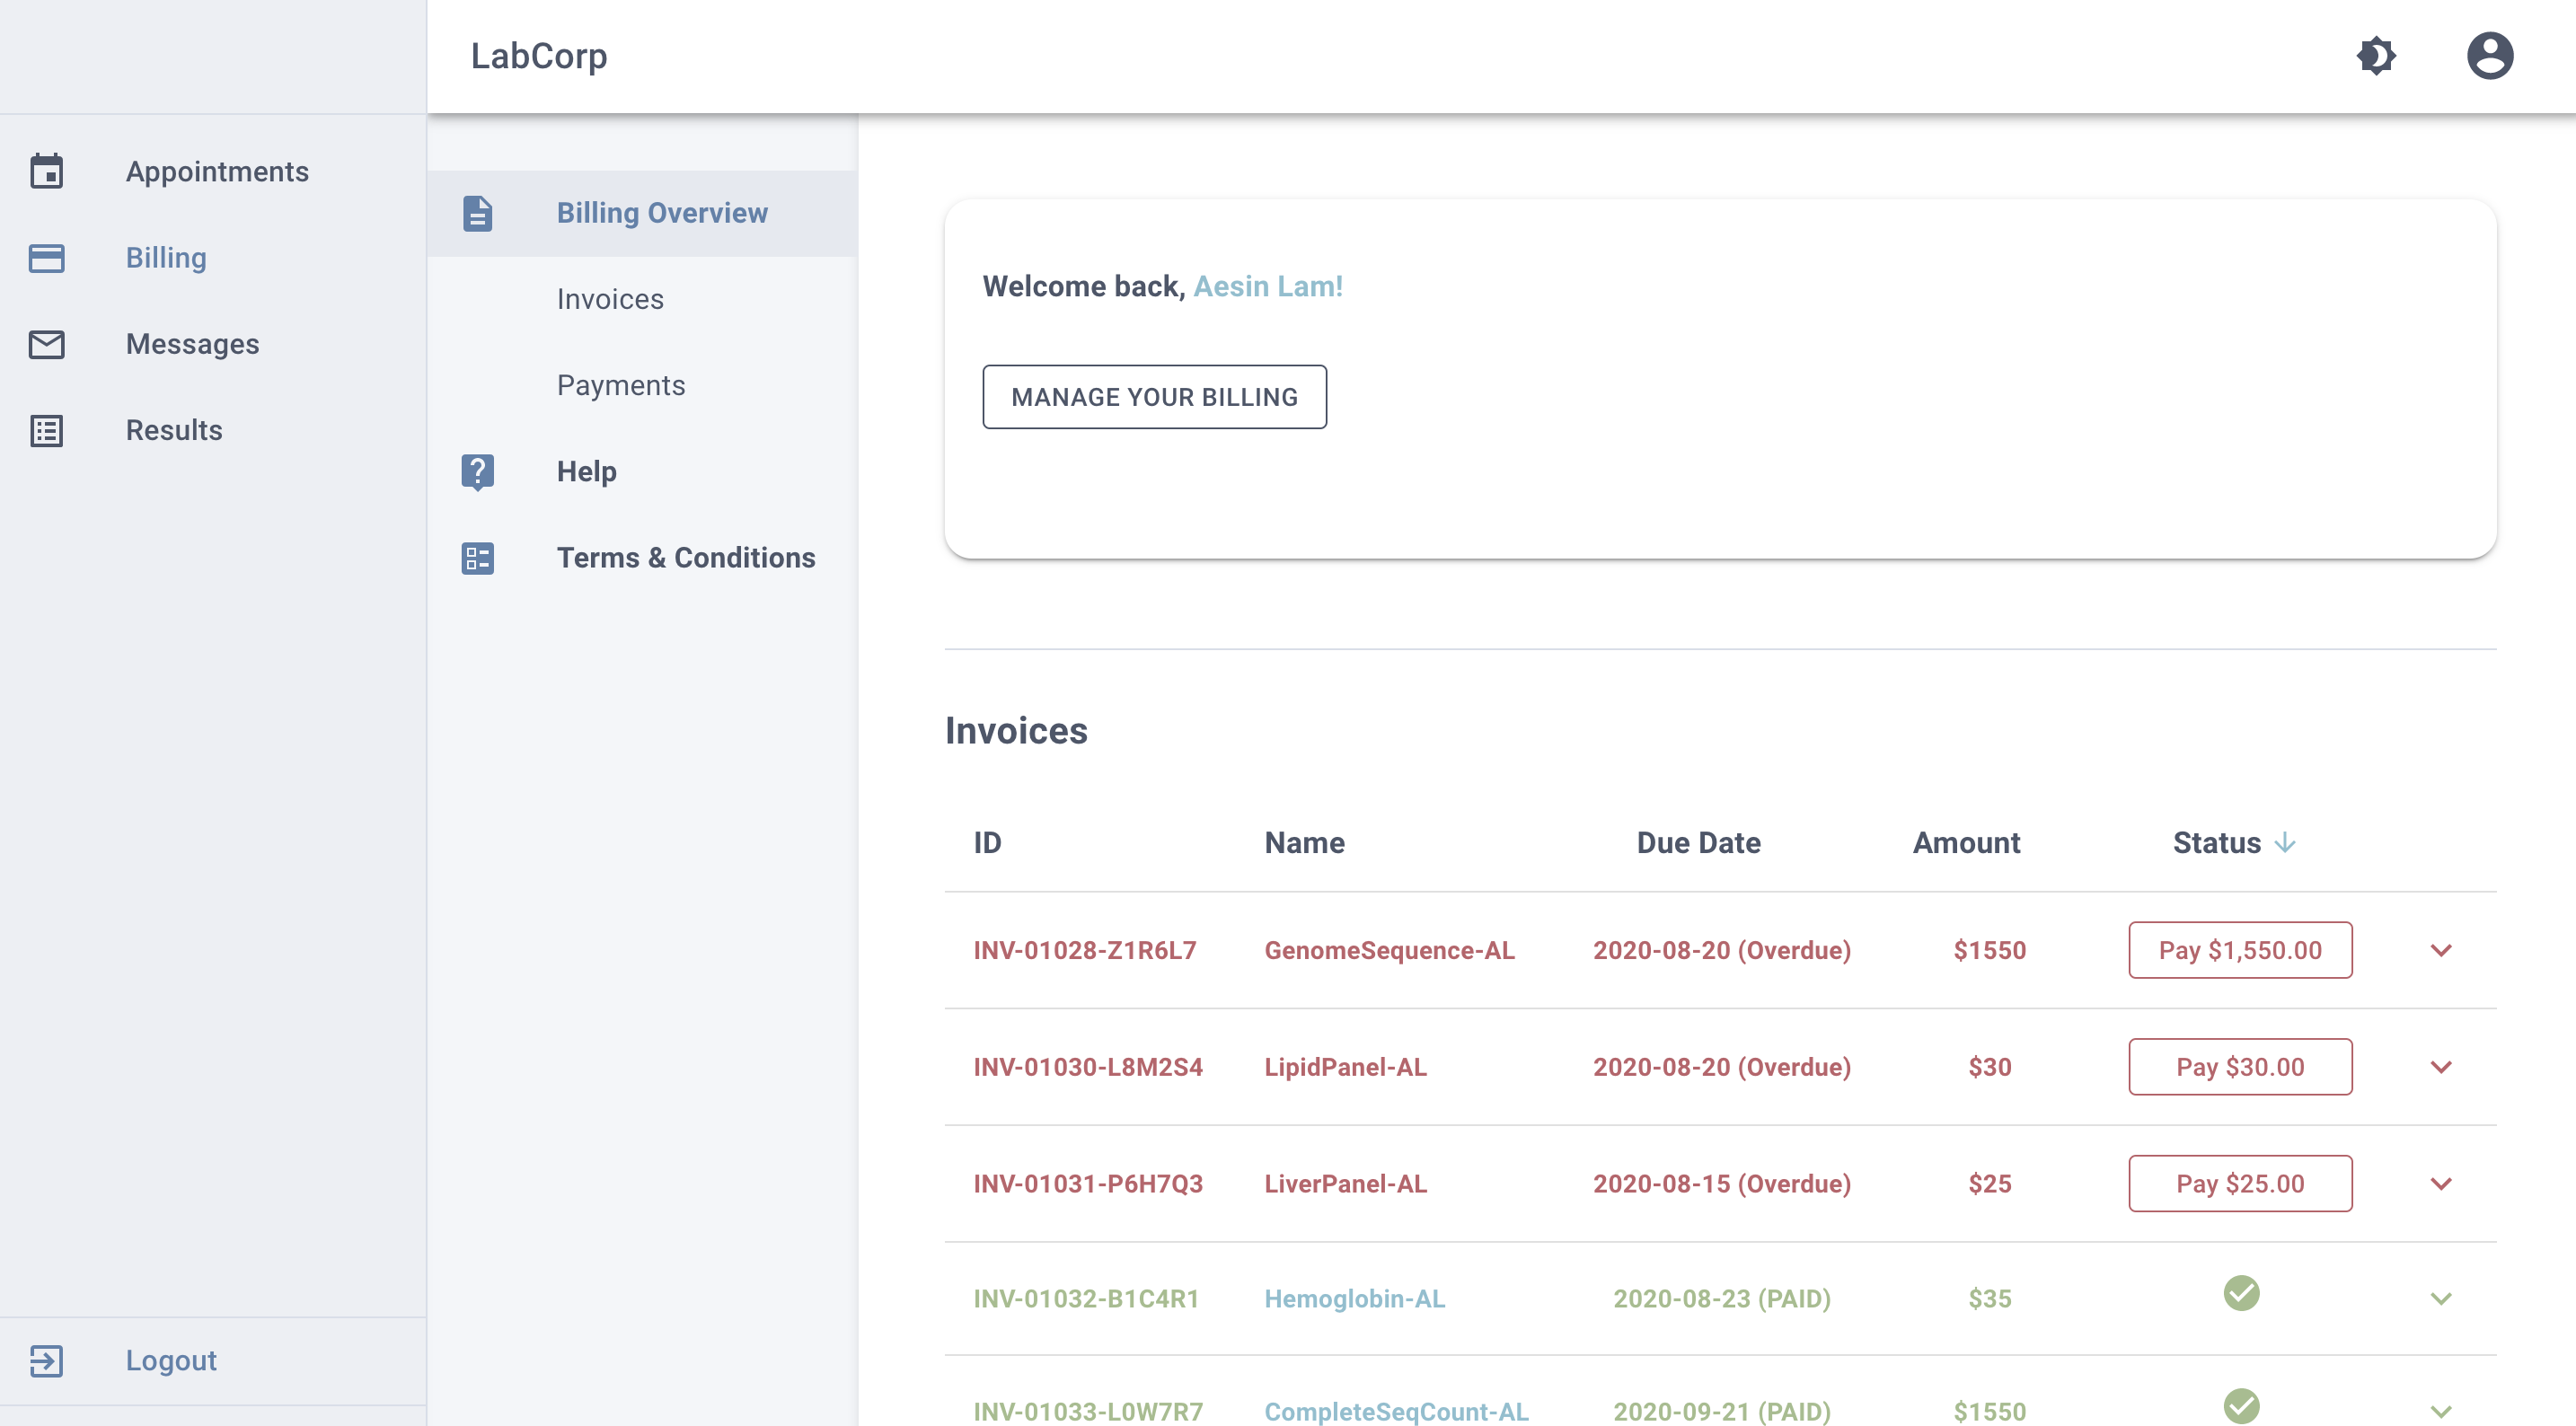 LabCorp
Appointments
Billing
Messages
Results
Logout
Billing Overview
Invoices
Payments
Help
Terms & Conditions
Welcome back, Aesin Lam!
MANAGE YOUR BILLING
Invoices
ID Name Due Date Amount Status
INV-01028-Z1R6L7 GenomeSequence-AL 2020-08-20 (Overdue) $1550 Pay $1,550.00
INV-01030-L8M2S4 LipidPanel-AL 2020-08-20 (Overdue) $30 Pay $30.00
INV-01031-P6H7Q3 LiverPanel-AL 2020-08-15 (Overdue) $25 Pay $25.00
INV-01032-B1C4R1 Hemoglobin-AL 2020-08-23 (PAID) $35
INV-01033-L0W7R7 CompleteSeqCount-AL 2020-09-21 (PAID) $1550